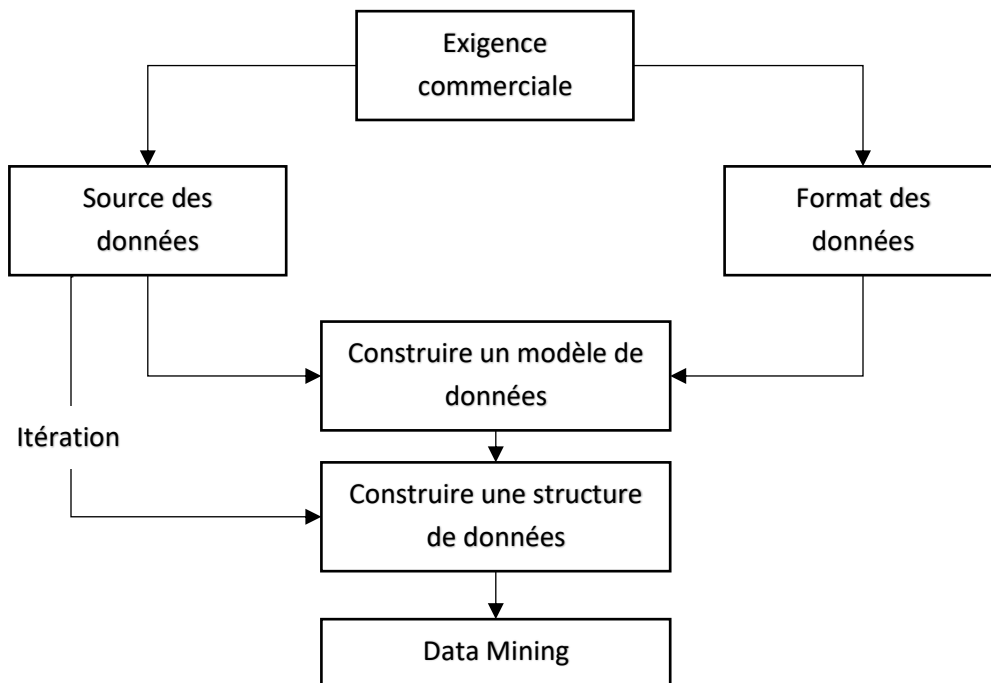 Exigence
commerciale
Source des
données
Format des
données
Construire un modèle de
données
Itération
Construire une structure
de données
Data Mining